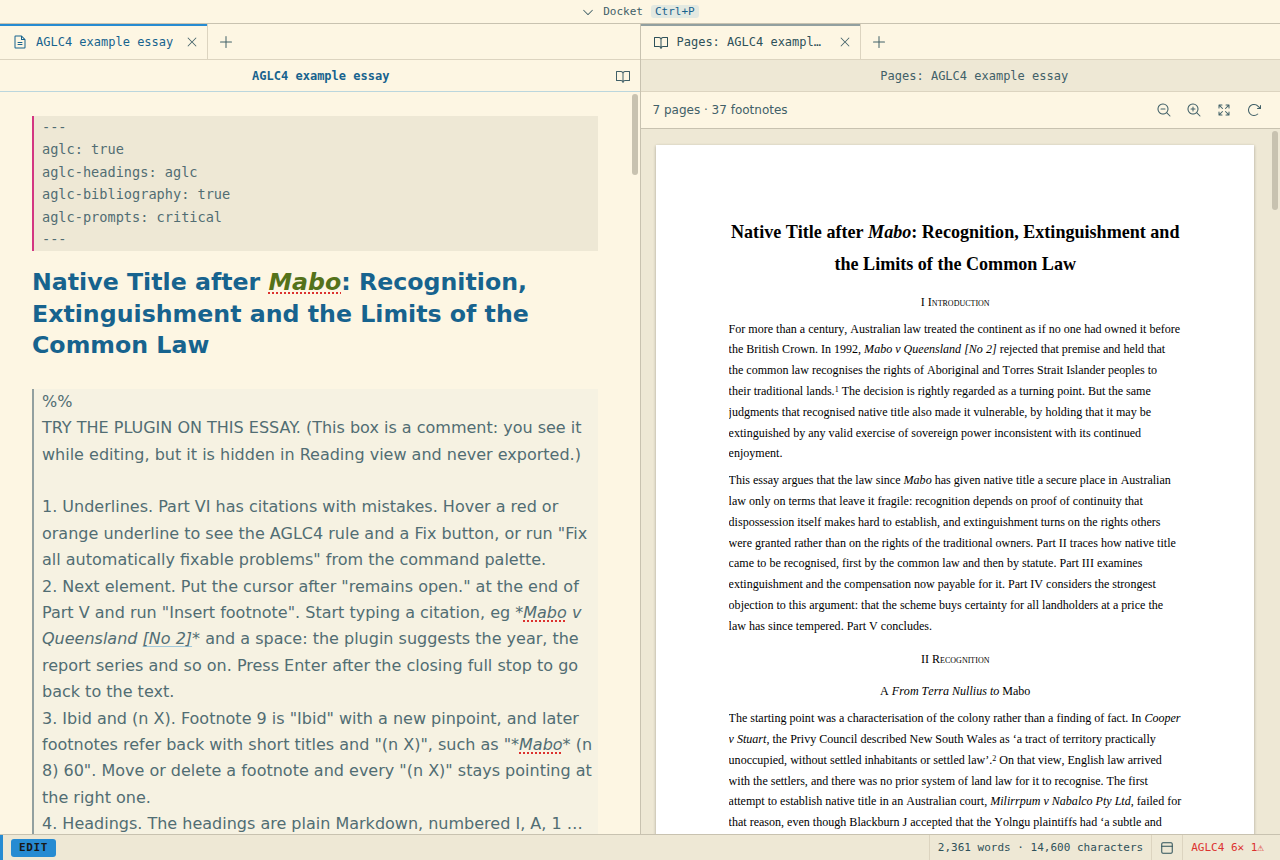 Docket Ctrl+P
AGLC4 example essay
Pages: AGLC4 exampl…
AGLC4 example essay
Pages: AGLC4 example essay
---
aglc: true
aglc-headings: aglc
aglc-bibliography: true
aglc-prompts: critical
---
Native Title after Mabo: Recognition,
Extinguishment and the Limits of the
Common Law
%%
TRY THE PLUGIN ON THIS ESSAY. (This box is a comment: you see it
while editing, but it is hidden in Reading view and never exported.)
1. Underlines. Part VI has citations with mistakes. Hover a red or
orange underline to see the AGLC4 rule and a Fix button, or run "Fix
all automatically fixable problems" from the command palette.
2. Next element. Put the cursor after "remains open." at the end of
Part V and run "Insert footnote". Start typing a citation, eg *Mabo v
Queensland [No 2]* and a space: the plugin suggests the year, the
report series and so on. Press Enter after the closing full stop to go
back to the text.
3. Ibid and (n X). Footnote 9 is "Ibid" with a new pinpoint, and later
footnotes refer back with short titles and "(n X)", such as "*Mabo* (n
8) 60". Move or delete a footnote and every "(n X)" stays pointing at
the right one.
4. Headings. The headings are plain Markdown, numbered I, A, 1 …
7 pages · 37 footnotes
Native Title after Mabo: Recognition, Extinguishment and
the Limits of the Common Law
I Introduction
For more than a century, Australian law treated the continent as if no one had owned it before
the British Crown. In 1992, Mabo v Queensland [No 2] rejected that premise and held that
the common law recognises the rights of Aboriginal and Torres Strait Islander peoples to
their traditional lands.1 The decision is rightly regarded as a turning point. But the same
judgments that recognised native title also made it vulnerable, by holding that it may be
extinguished by any valid exercise of sovereign power inconsistent with its continued
enjoyment.
This essay argues that the law since Mabo has given native title a secure place in Australian
law only on terms that leave it fragile: recognition depends on proof of continuity that
dispossession itself makes hard to establish, and extinguishment turns on the rights others
were granted rather than on the rights of the traditional owners. Part II traces how native title
came to be recognised, first by the common law and then by statute. Part III examines
extinguishment and the compensation now payable for it. Part IV considers the strongest
objection to this argument: that the scheme buys certainty for all landholders at a price the
law has since tempered. Part V concludes.
II Recognition
A From Terra Nullius to Mabo
The starting point was a characterisation of the colony rather than a finding of fact. In Cooper
v Stuart, the Privy Council described New South Wales as ‘a tract of territory practically
unoccupied, without settled inhabitants or settled law’.2 On that view, English law arrived
with the settlers, and there was no prior system of land law for it to recognise. The first
attempt to establish native title in an Australian court, Milirrpum v Nabalco Pty Ltd, failed for
that reason, even though Blackburn J accepted that the Yolngu plaintiffs had ‘a subtle and
EDIT
2,361 words · 14,600 characters
AGLC4 6× 1⚠